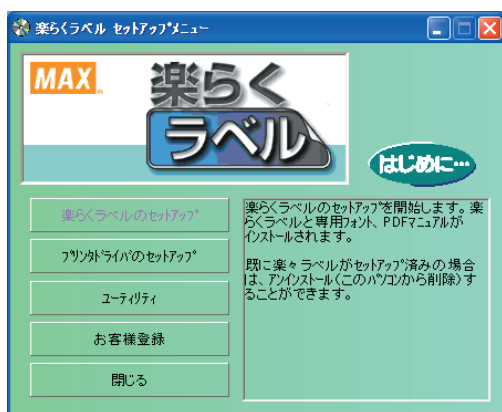 楽らくラベル セットアップメニュー
MAX
楽らく
ラベル
はじめに…
楽らくラベルのセットアップ
プリンタドライバのセットアップ
ユーティリティ
お客様登録
閉じる
楽らくラベルのセットアップを開始します。楽
らくラベルと専用フォント、PDFマニュアルが
インストールされます。
既に楽々ラベルがセットアップ済みの場合
は、アンインストール(このパソコンから削除)す
ることができます。